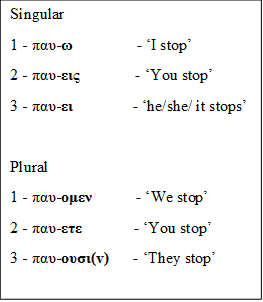 Singular
1 - παυ-ω - ‘I stop’
2 - παυ-εις - ‘You stop’
3 - παυ-ει - ‘he/she/ it stops’
Plural
1 - παυ-ομεν - ‘We stop’
2 - παυ-ετε - ‘You stop’
3 - παυ-ουσι(ν) - ‘They stop’